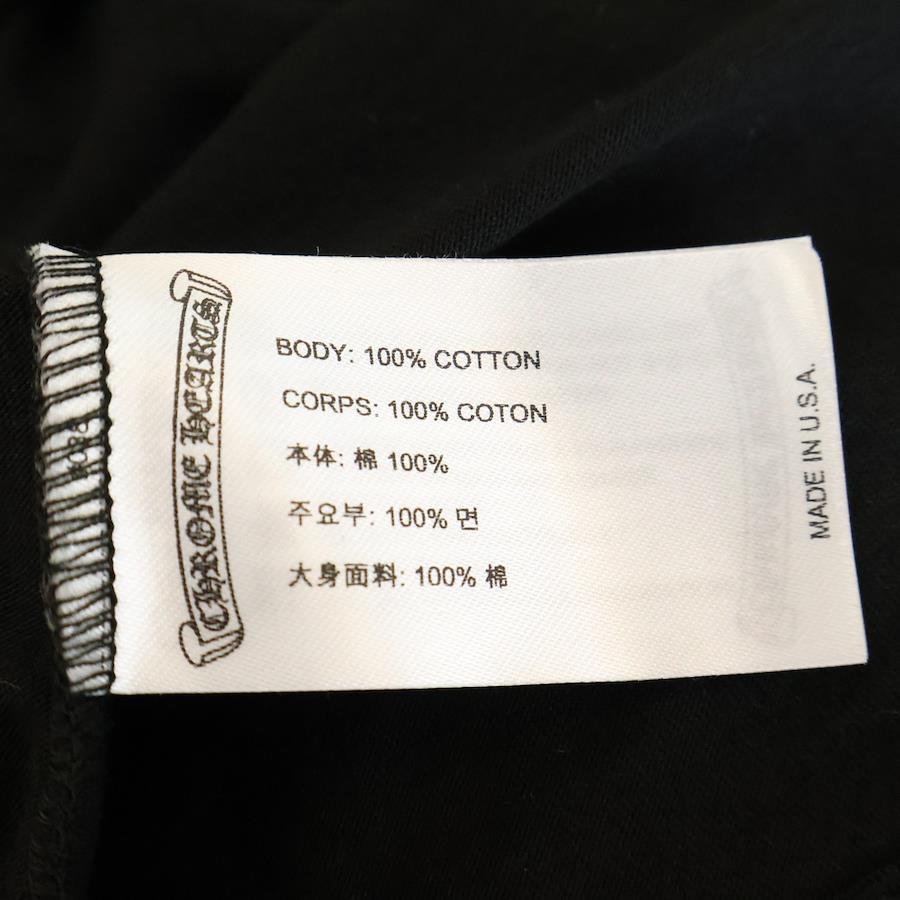 CHROME HEARTS
BODY: 100% COTTON
CORPS: 100% COTON
本体: 棉 100%
주요부: 100% 면
大身面料: 100% 棉
MADE IN U.S.A.